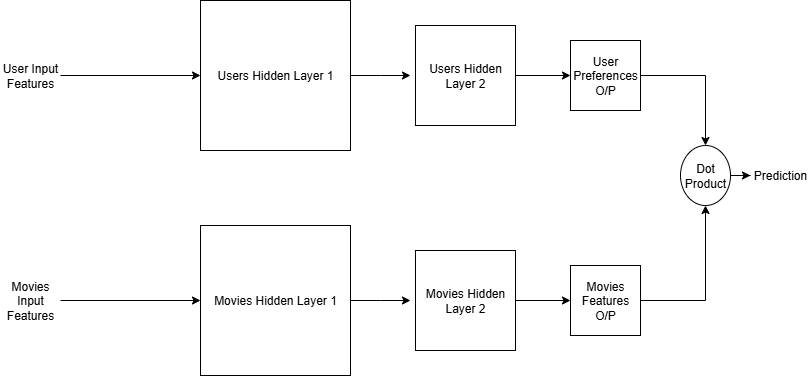 User Input
Features
Users Hidden Layer 1
Users Hidden
Layer 2
User
Preferences
O/P
Dot
Product
Prediction
Movies
Input
Features
Movies Hidden Layer 1
Movies Hidden
Layer 2
Movies
Features
O/P